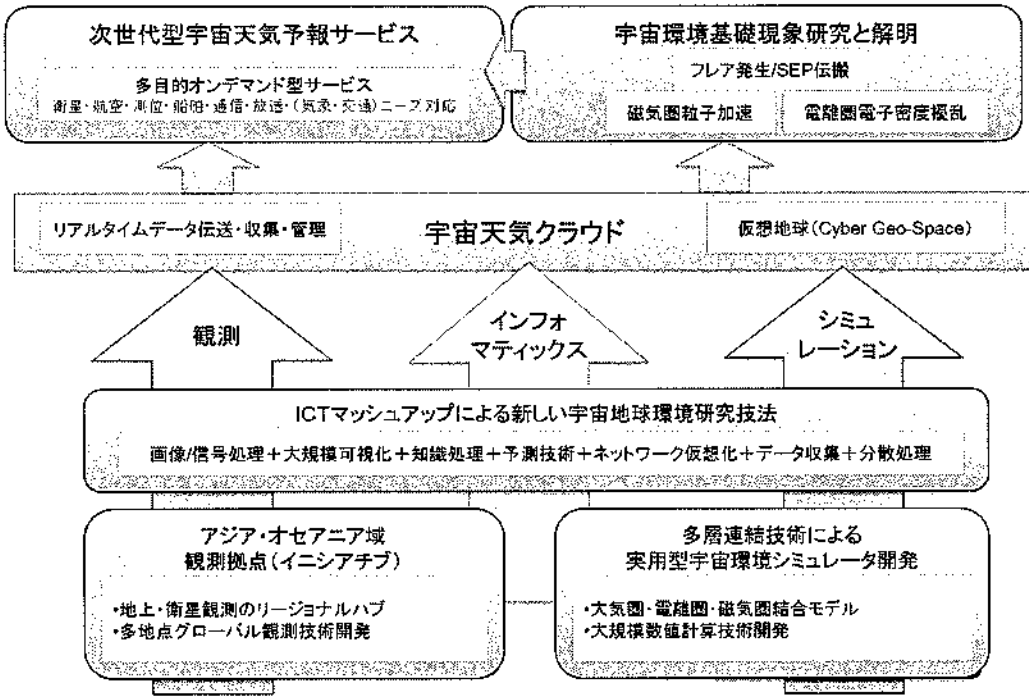 次世代型宇宙天気予報サービス
多目的オンデマンド型サービス
衛星・航空・測位・船舶・通信・放送・(気象・交通)ニーズ対応
宇宙環境基礎現象研究と解明
フレア発生/SEP伝搬
磁気圏粒子加速
電離圏電子密度擾乱
リアルタイムデータ伝送・収集・管理
宇宙天気クラウド
仮想地球(Cyber Geo-Space)
観測
インフォ
マティックス
シミュ
レーション
ICTマッシュアップによる新しい宇宙地球環境研究技法
画像/信号処理+大規模可視化+知識処理+予測技術+ネットワーク仮想化+データ収集+分散処理
アジア・オセアニア域
観測拠点(イニシアチブ)
・地上・衛星観測のリージョナルハブ
・多地点グローバル観測技術開発
多層連結技術による
実用型宇宙環境シミュレータ開発
・大気圏・電離圏・磁気圏結合モデル
・大規模数値計算技術開発